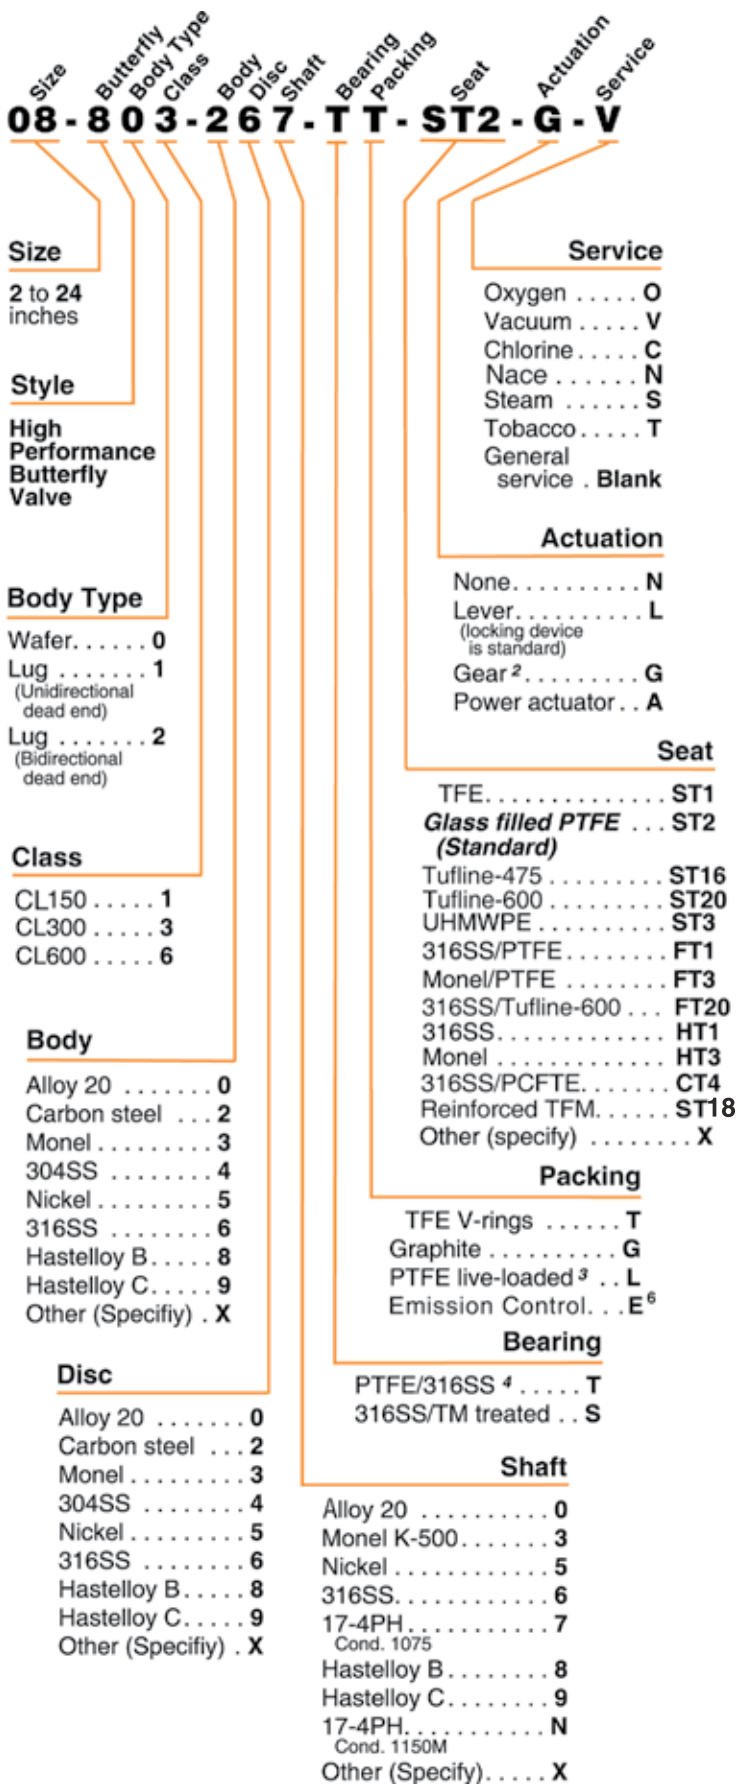 Size Butterfly Body Type Class Body Disc Shaft Bearing Packing Seat Actuation Service
08-803-267-TT-ST2-G-V
Size
2 to 24
inches
Style
High
Performance
Butterfly
Valve
Body Type
Wafer...... 0
Lug ....... 1
(Unidirectional
dead end)
Lug ....... 2
(Bidirectional
dead end)
Class
CL150 ..... 1
CL300 ..... 3
CL600 ..... 6
Body
Alloy 20 ....... 0
Carbon steel ... 2
Monel ......... 3
304SS ........ 4
Nickel ......... 5
316SS ........ 6
Hastelloy B..... 8
Hastelloy C..... 9
Other (Specifiy) . X
Disc
Alloy 20 ....... 0
Carbon steel ... 2
Monel ......... 3
304SS ........ 4
Nickel ......... 5
316SS ........ 6
Hastelloy B..... 8
Hastelloy C..... 9
Other (Specifiy) . X
Service
Oxygen ..... O
Vacuum ..... V
Chlorine ..... C
Nace ...... N
Steam ...... S
Tobacco..... T
General
service . Blank
Actuation
None.......... N
Lever.......... L
(locking device
is standard)
Gear 2 ......... G
Power actuator .. A
Seat
TFE.............. ST1
Glass filled PTFE ... ST2
(Standard)
Tufline-475 ......... ST16
Tufline-600 ......... ST20
UHMWPE .......... ST3
316SS/PTFE........ FT1
Monel/PTFE ........ FT3
316SS/Tufline-600 ... FT20
316SS............. HT1
Monel ............. HT3
316SS/PCFTE....... CT4
Reinforced TFM...... ST18
Other (specify) ........ X
Packing
TFE V-rings ...... T
Graphite .......... G
PTFE live-loaded 3 .. L
Emission Control... E6
Bearing
PTFE/316SS 4 ..... T
316SS/TM treated .. S
Shaft
Alloy 20 .......... 0
Monel K-500....... 3
Nickel ............ 5
316SS............ 6
17-4PH........... 7
Cond. 1075
Hastelloy B........ 8
Hastelloy C........ 9
17-4PH........... N
Cond. 1150M
Other (Specify)..... X